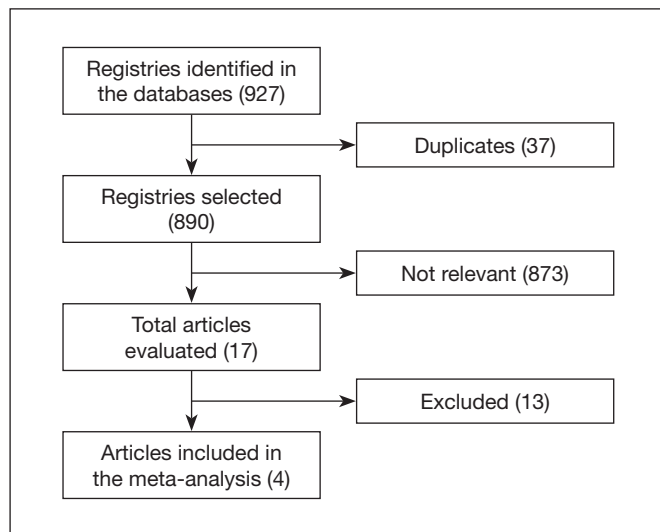 Registries identified in
the databases (927)
Duplicates (37)
Registries selected
(890)
Not relevant (873)
Total articles
evaluated (17)
Excluded (13)
Articles included in
the meta-analysis (4)